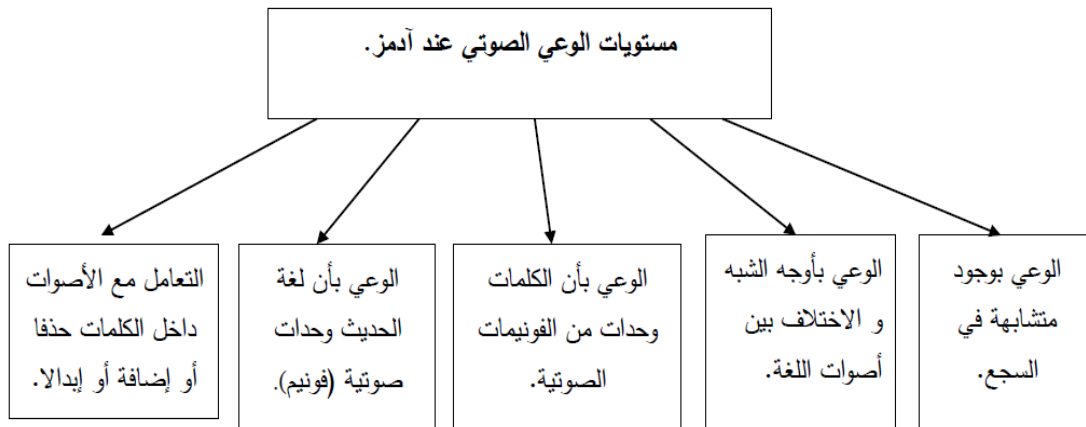 مستويات الوعي الصوتي عند آدمز.
الوعي بوجود
متشابهة في
السجع.
الوعي بأوجه الشبه
و الاختلاف بين
أصوات اللغة.
الوعي بأن الكلمات
وحدات من الفونيمات
الصوتية.
الوعي بأن لغة
الحديث وحدات
صوتية (فونيم).
التعامل مع الأصوات
داخل الكلمات حذفا
أو إضافة أو إبدالا.